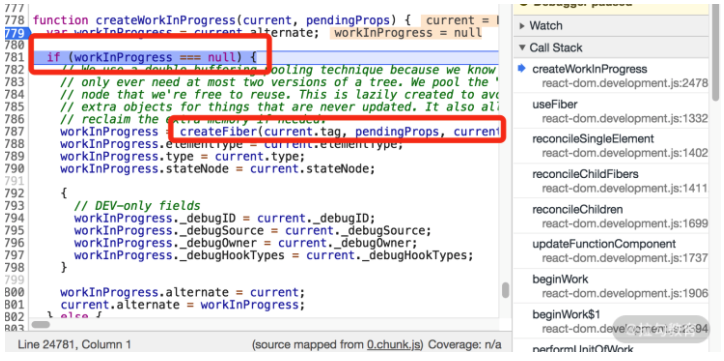 777
778 function createWorkInProgress(current, pendingProps) { current =
779 var workInProgress = current.alternate; workInProgress = null
780
781 if (workInProgress === null) {
782 // We use a double buffering pooling technique because we know
783 // only ever need at most two versions of a tree. We pool the "
784 // node that we're free to reuse. This is lazily created to avo
785 // extra objects for things that are never updated. It also all
786 // reclaim the extra memory if needed.
787 workInProgress = createFiber(current.tag, pendingProps, current
788 workInProgress.elementType = current.elementType;
789 workInProgress.type = current.type;
790 workInProgress.stateNode = current.stateNode;
791
792 {
793 // DEV-only fields
794 workInProgress._debugID = current._debugID;
795 workInProgress._debugSource = current._debugSource;
796 workInProgress._debugOwner = current._debugOwner;
797 workInProgress._debugHookTypes = current._debugHookTypes;
798 }
799
800 workInProgress.alternate = current;
801 current.alternate = workInProgress;
802 } else {
803
Line 24781, Column 1
(source mapped from 0.chunk.js) Coverage: n/a
Debugger paused
Watch
Call Stack
createWorkInProgress
react-dom.development.js:2478
useFiber
react-dom.development.js:1332
reconcileSingleElement
react-dom.development.js:1402
reconcileChildFibers
react-dom.development.js:1411
reconcileChildren
react-dom.development.js:1699
updateFunctionComponent
react-dom.development.js:1737
beginWork
react-dom.development.js:1906
beginWork$1
react-dom.development.js:2394
performUnitOfWork